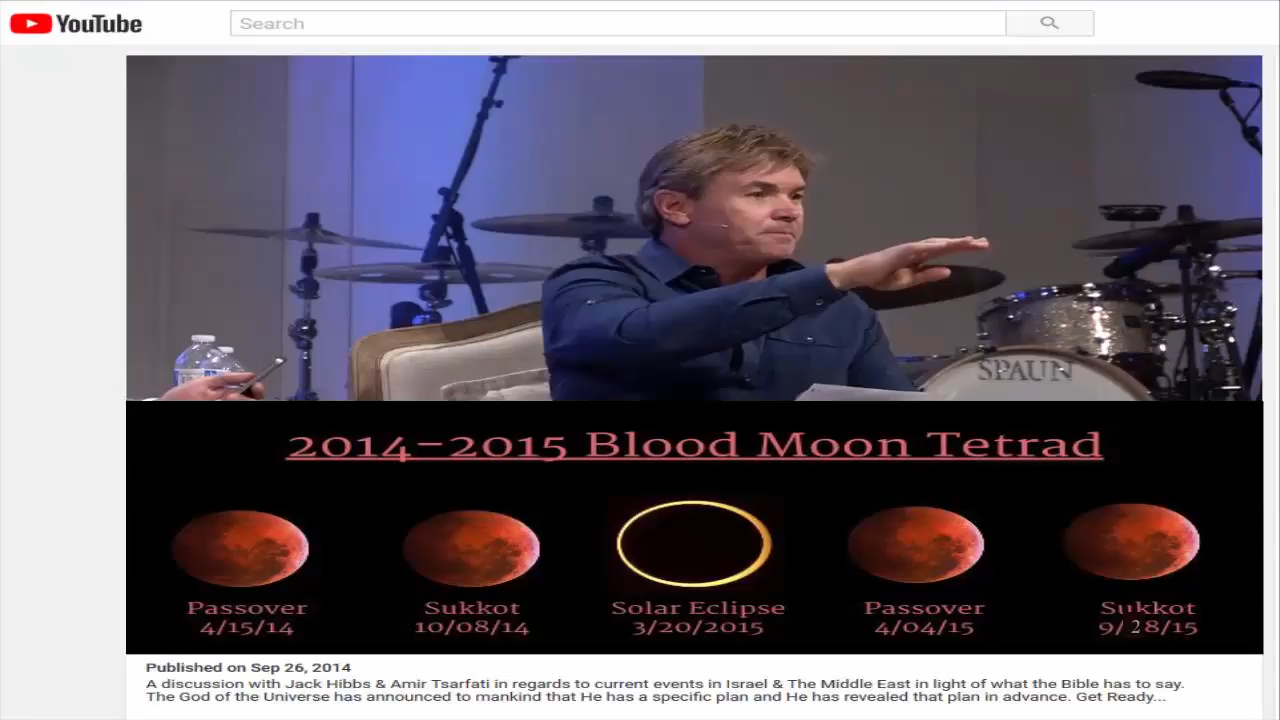 YouTube
Search
SPAUN
2014-2015 Blood Moon Tetrad
Passover
4/15/14
Sukkot
10/08/14
Solar Eclipse
3/20/2015
Passover
4/04/15
Sukkot
9/28/15
Published on Sep 26, 2014
A discussion with Jack Hibbs & Amir Tsarfati in regards to current events in Israel & The Middle East in light of what the Bible has to say.
The God of the Universe has announced to mankind that He has a specific plan and He has revealed that plan in advance. Get Ready...